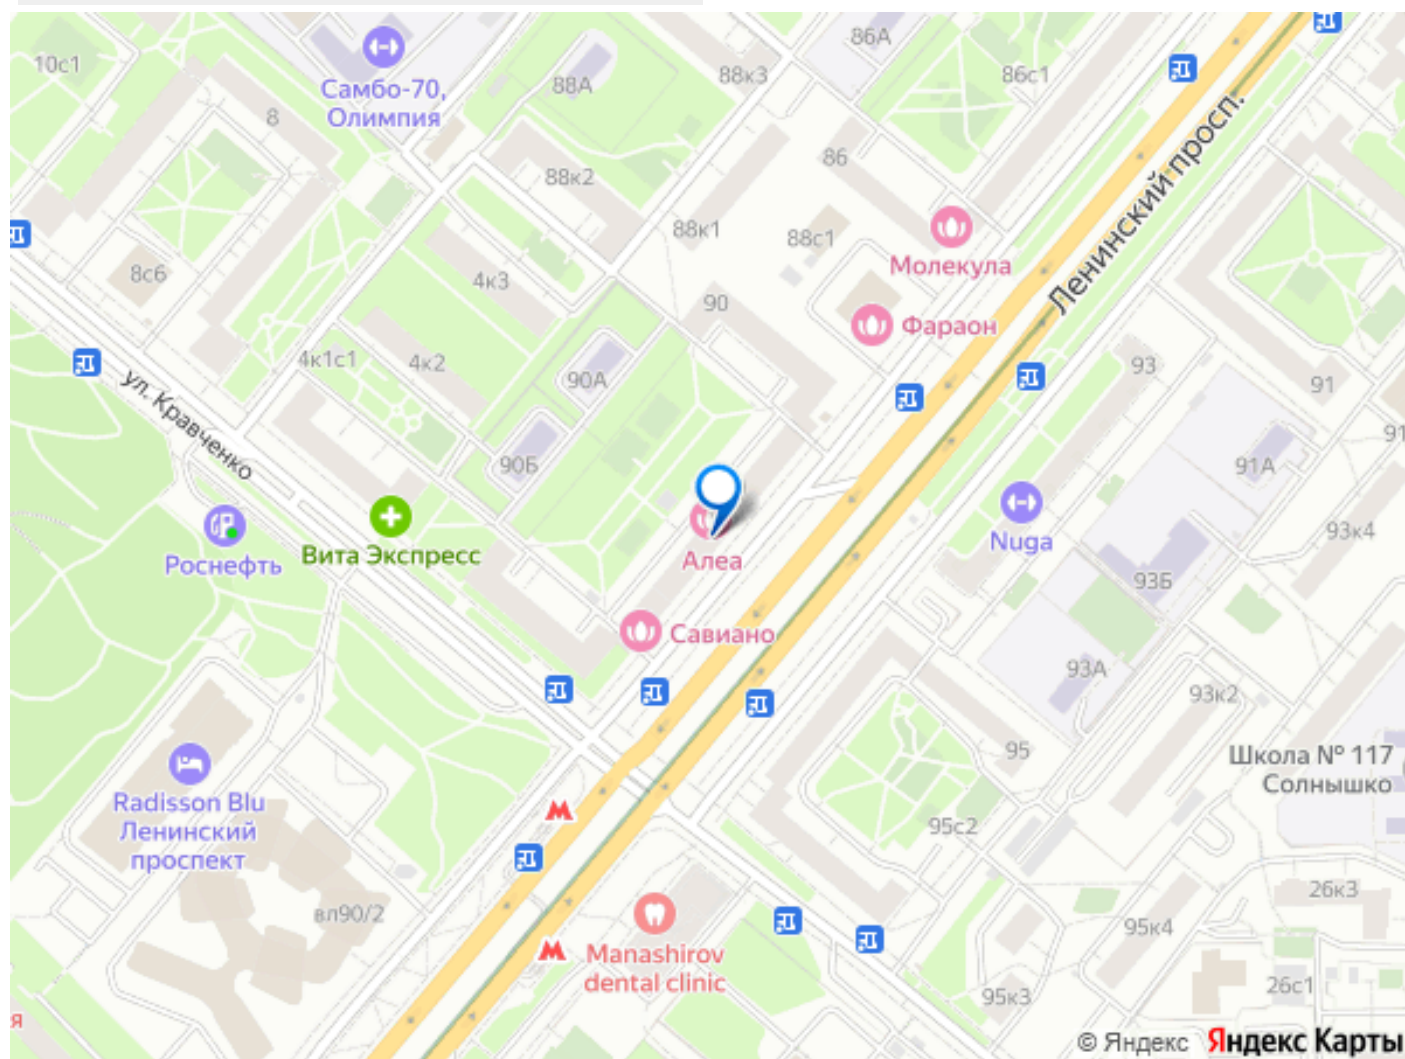 86А
10с1
Самбо-70,
Олимпия
88А
88к3
86с1
8
Ленинский просп.
86
88к2
88к1
88с1
Молекула
8с6
4к3
90
Фараон
4к1с1
4к2
90А
93
91
ул. Кравченко
90Б
91
91А
Роснефть
Вита Экспресс
Алеа
Nuga
93к4
93Б
Савиано
93А
93к2
Radisson Blu
Ленинский
проспект
95
Школа № 117
Солнышко
95с2
вл90/2
26к3
Manashirov
dental clinic
95к4
95к3
26с1
я
© Яндекс Яндекс Карты